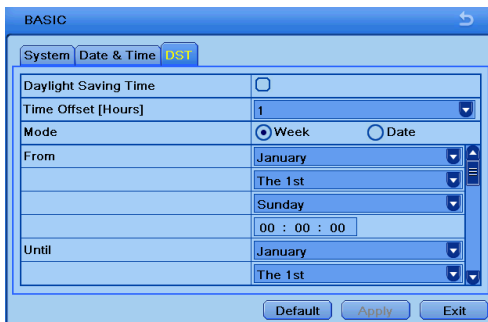 BASIC
System Date & Time DST
Daylight Saving Time
Time Offset [Hours] 1
Mode Week Date
From January
The 1st
Sunday
00 : 00 : 00
Until January
The 1st
Default Apply Exit